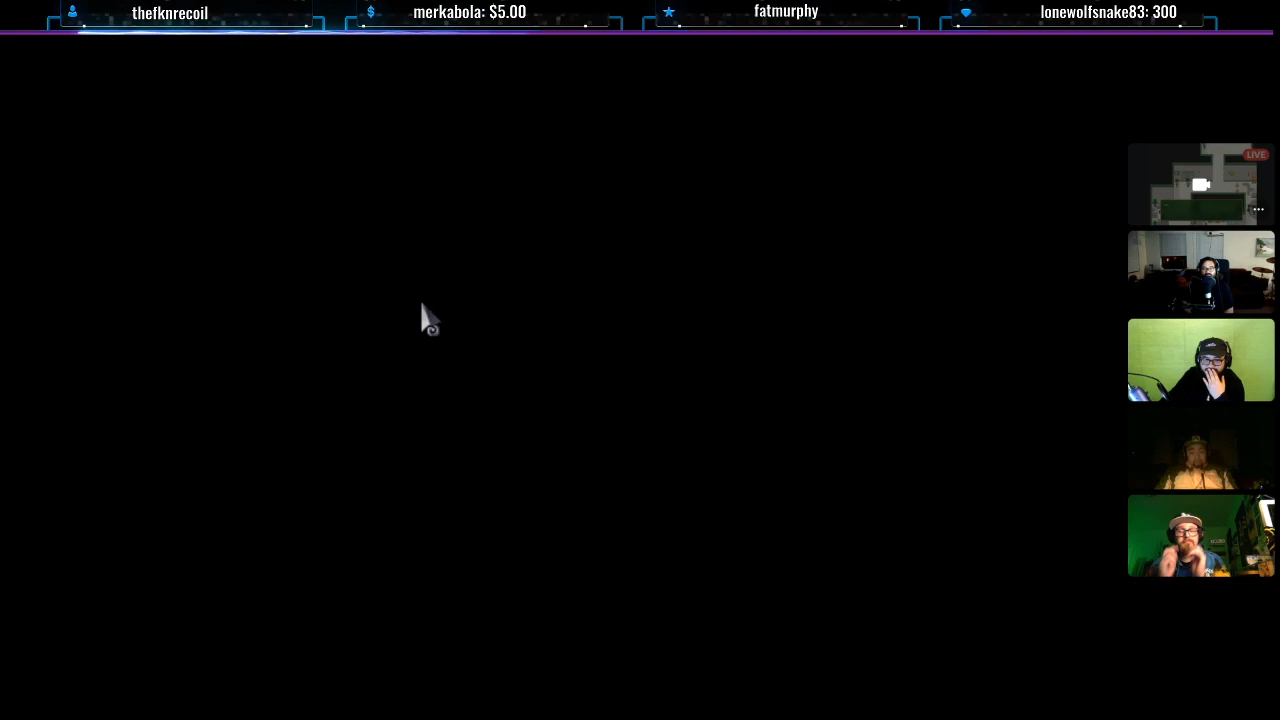 thefknrecoil
merkabola: $5.00
fatmurphy
lonewolfsnake83: 300
LIVE